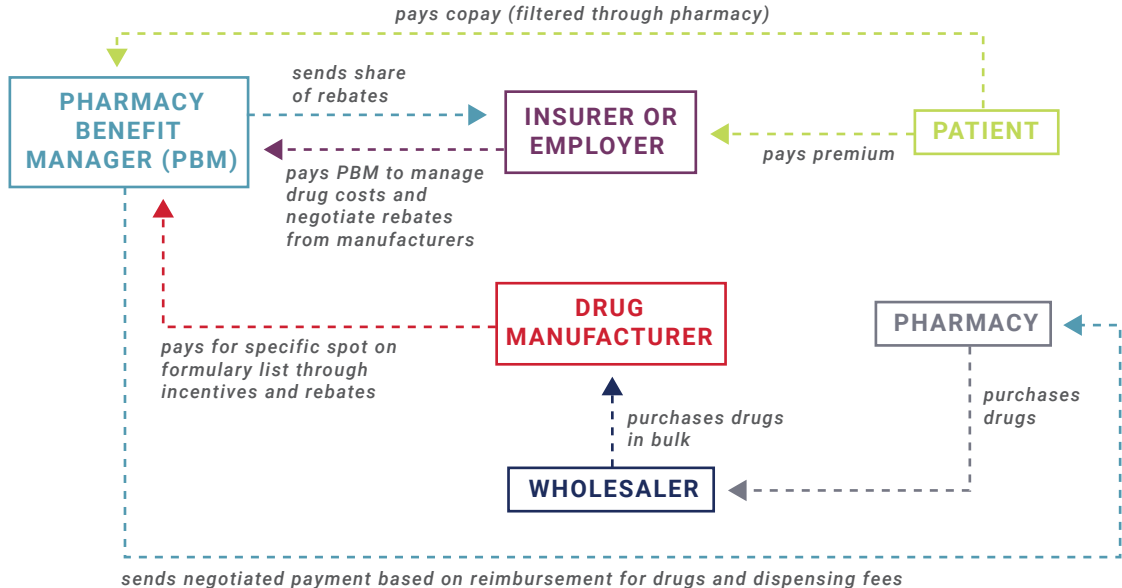 pays copay (filtered through pharmacy)
PHARMACY
BENEFIT
MANAGER (PBM)
sends share
of rebates
INSURER OR
EMPLOYER
PATIENT
pays premium
pays PBM to manage
drug costs and
negotiate rebates
from manufacturers
DRUG
MANUFACTURER
PHARMACY
pays for specific spot on
formulary list through
incentives and rebates
purchases drugs
in bulk
purchases
drugs
WHOLESALER
sends negotiated payment based on reimbursement for drugs and dispensing fees